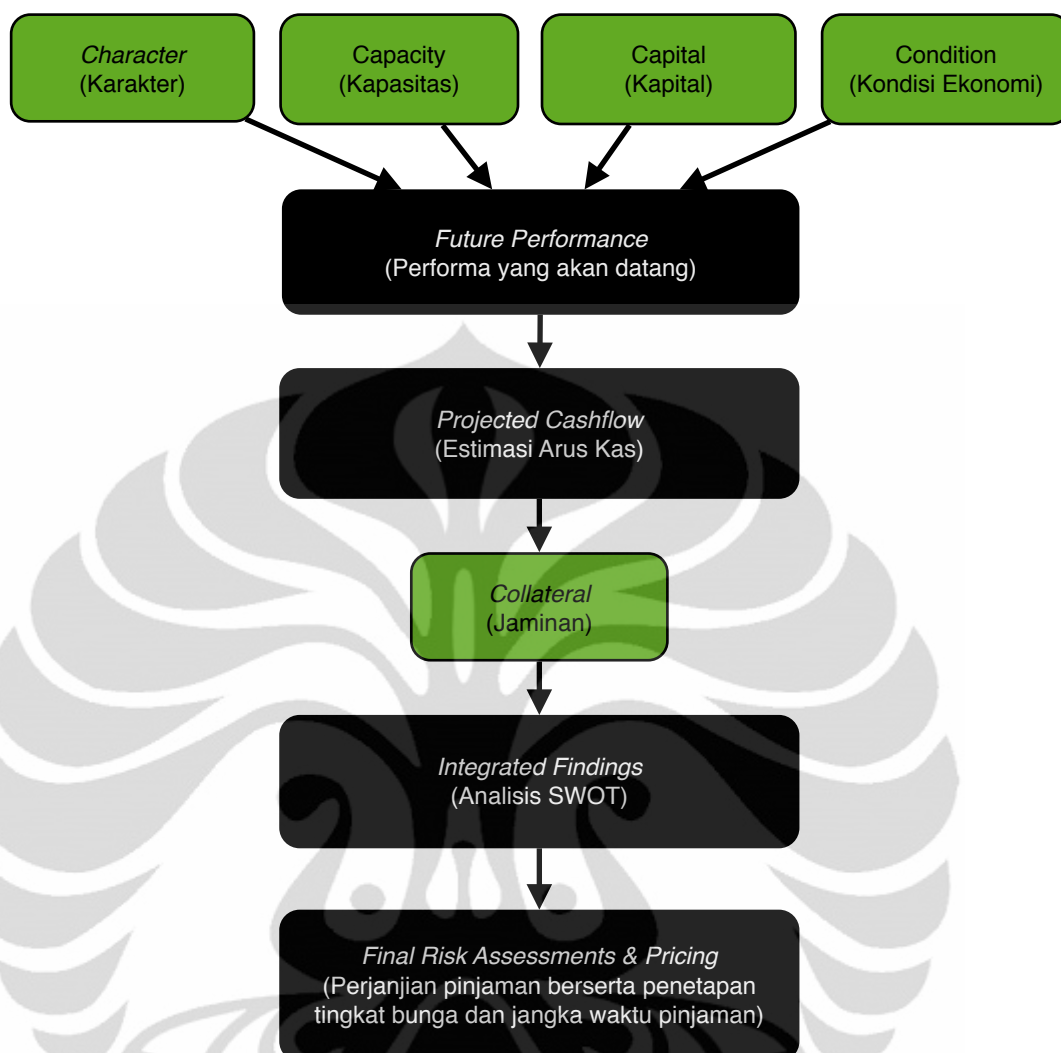 Character
(Karakter)
Capacity
(Kapasitas)
Capital
(Kapital)
Condition
(Kondisi Ekonomi)
Future Performance
(Performa yang akan datang)
Projected Cashflow
(Estimasi Arus Kas)
Collateral
(Jaminan)
Integrated Findings
(Analisis SWOT)
Final Risk Assessments & Pricing
(Perjanjian pinjaman berserta penetapan
tingkat bunga dan jangka waktu pinjaman)